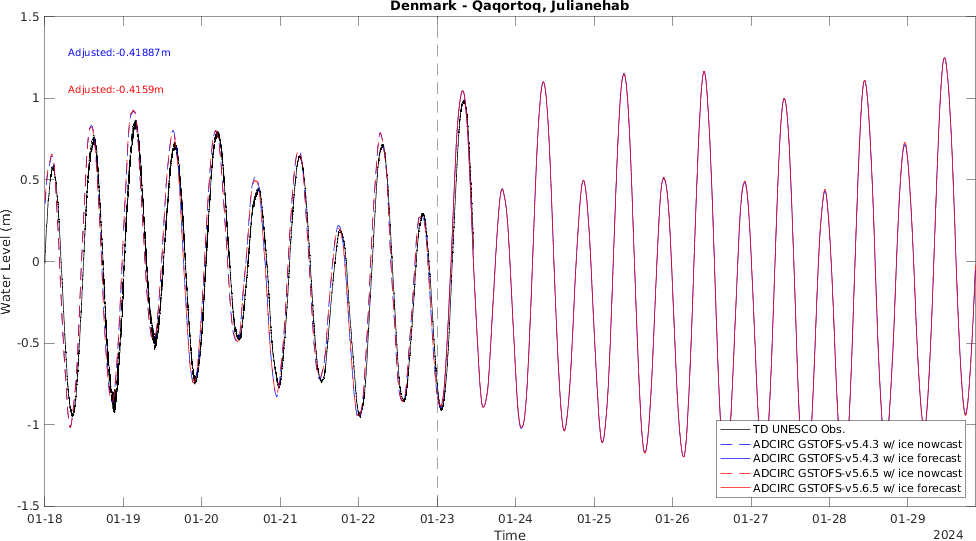 Denmark - Qaqortoq, Julianehab
1.5
Adjusted:-0.41887m
Adjusted:-0.4159m
1
0.5
0
-0.5
-1
-1.5
Water Level (m)
TD UNESCO Obs.
ADCIRC GSTOFS-v5.4.3 w/ ice nowcast
ADCIRC GSTOFS-v5.4.3 w/ ice forecast
ADCIRC GSTOFS-v5.6.5 w/ ice nowcast
ADCIRC GSTOFS-v5.6.5 w/ ice forecast
01-18 01-19 01-20 01-21 01-22 01-23 01-24 01-25 01-26 01-27 01-28 01-29
Time
2024